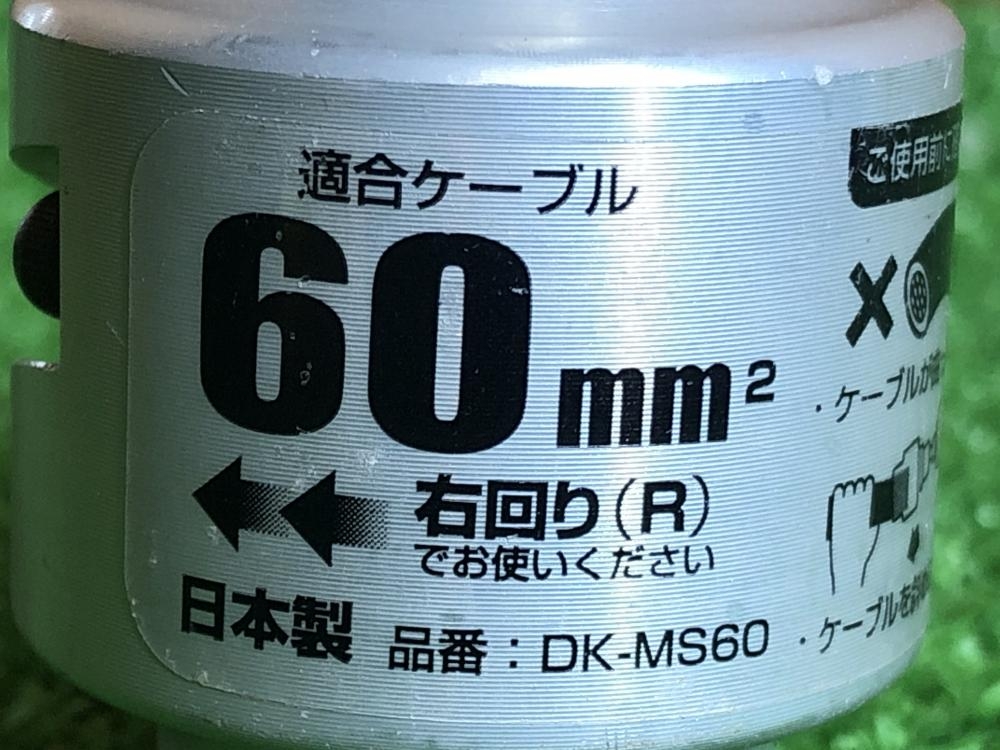 適合ケーブル
60mm²
右回り（R）
でお使いください
日本製 品番：DK-MS60
ご使用前に
・ケーブルが
・ケーブルを